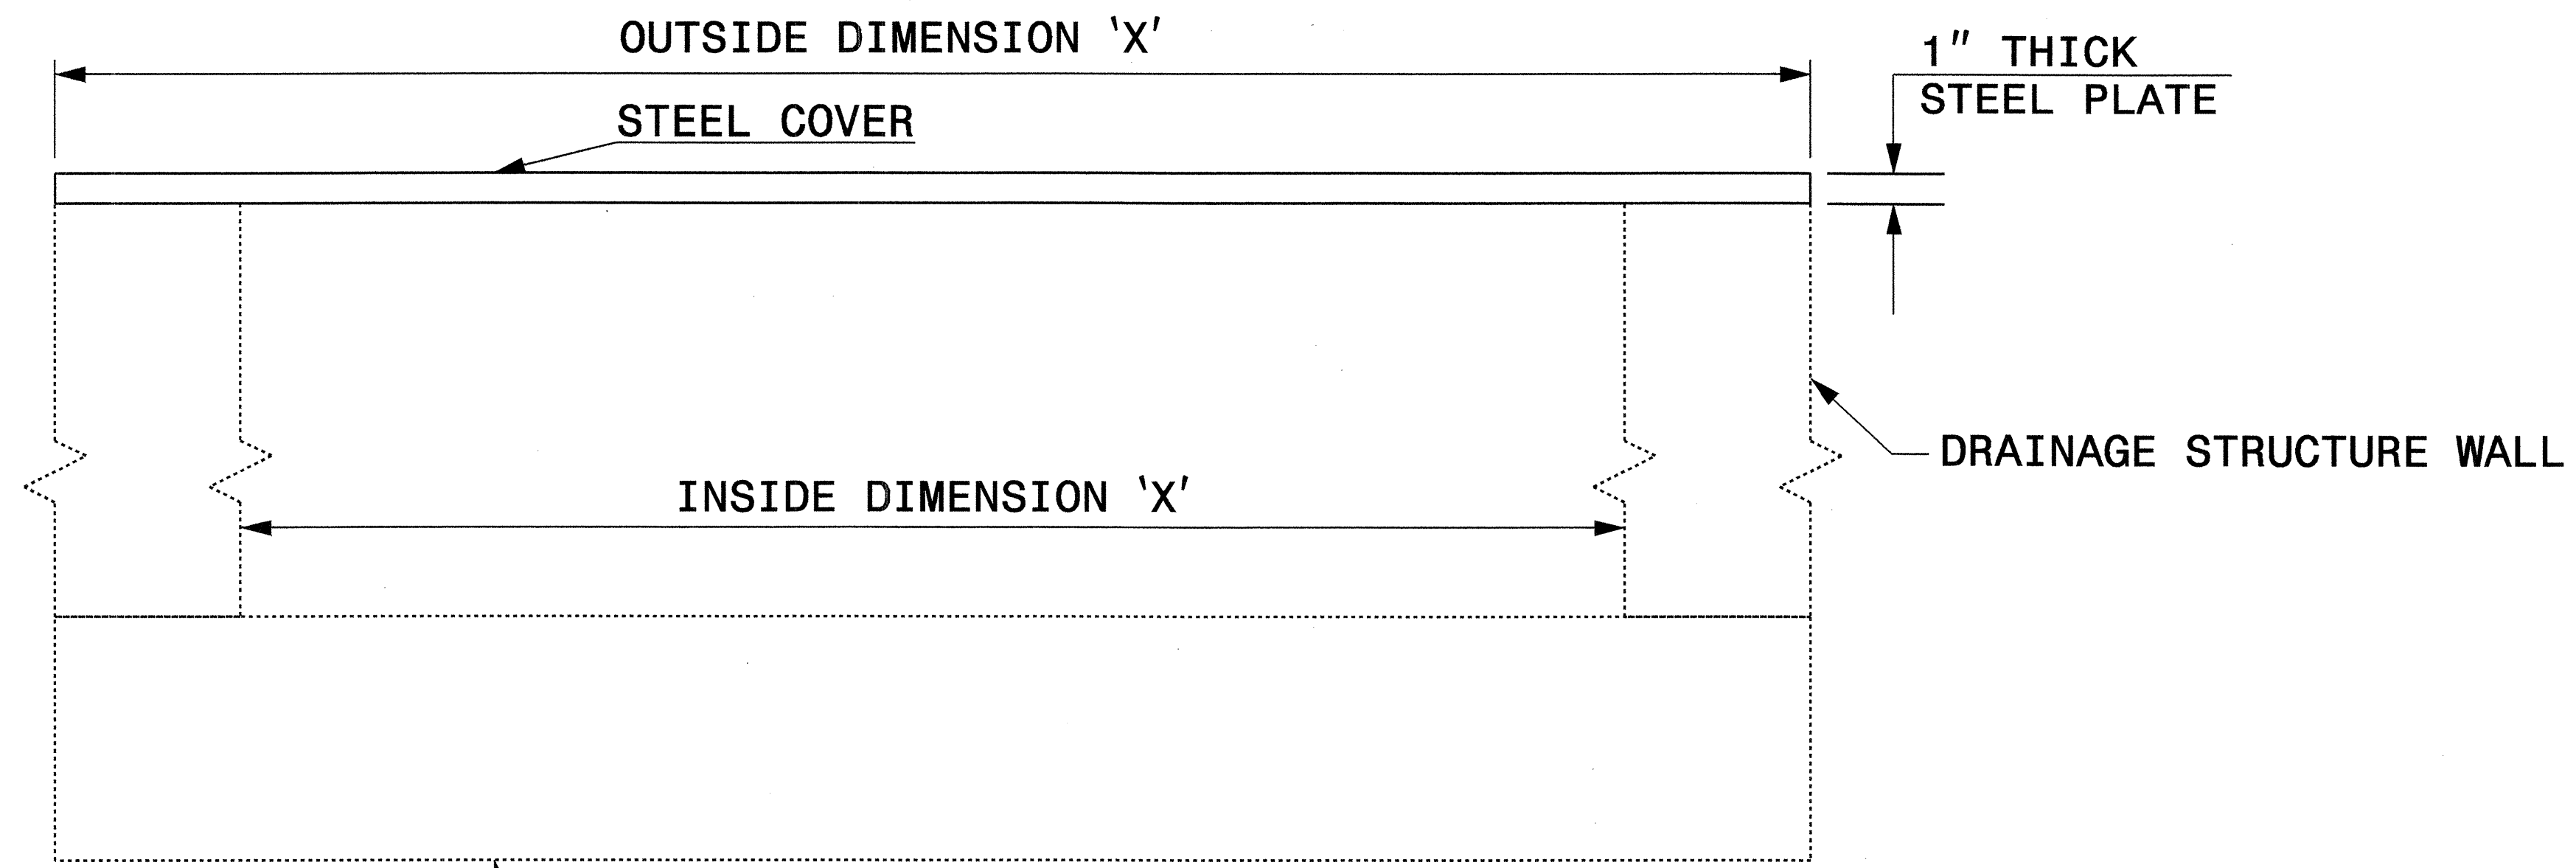 OUTSIDE DIMENSION 'X'
1" THICK
STEEL PLATE
STEEL COVER
DRAINAGE STRUCTURE WALL
INSIDE DIMENSION 'X'